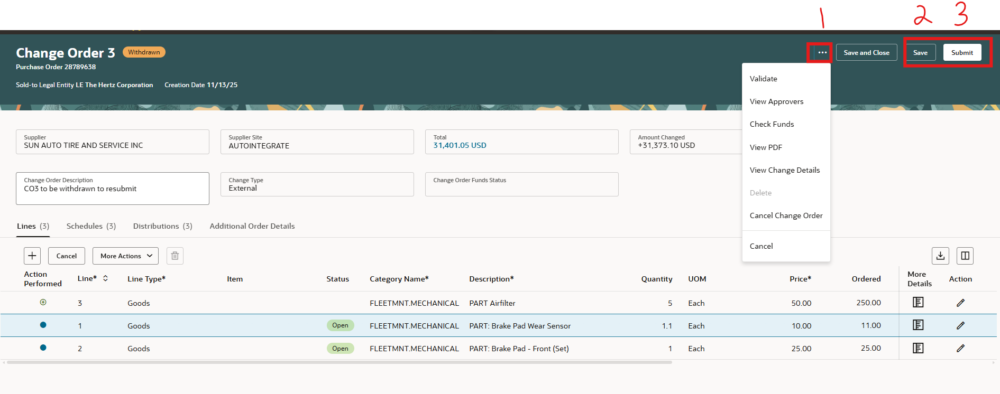 1 2 3
Change Order 3 Withdrawn
Purchase Order 28789638
Sold-to Legal Entity LE The Hertz Corporation Creation Date 11/13/25
... Save and Close Save Submit
Validate
View Approvers
Check Funds
View PDF
View Change Details
Delete
Cancel Change Order
Cancel
Supplier
SUN AUTO TIRE AND SERVICE INC
Supplier Site
AUTOINTEGRATE
Total
31,401.05 USD
Amount Changed
+31,373.10 USD
Change Order Description
CO3 to be withdrawn to resubmit
Change Type
External
Change Order Funds Status
Lines (3) Schedules (3) Distributions (3) Additional Order Details
Cancel More Actions
Action Performed Line* Line Type* Item Status Category Name* Description* Quantity UOM Price* Ordered More Details Action
3 Goods FLEETMNT.MECHANICAL PART Airfilter 5 Each 50.00 250.00
1 Goods Open FLEETMNT.MECHANICAL PART: Brake Pad Wear Sensor 1.1 Each 10.00 11.00
2 Goods Open FLEETMNT.MECHANICAL PART: Brake Pad - Front (Set) 1 Each 25.00 25.00